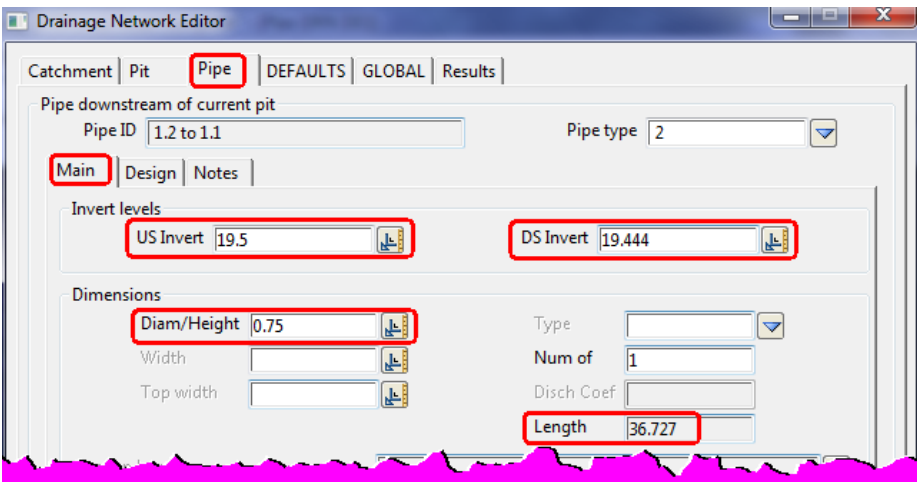 Drainage Network Editor
Catchment Pit Pipe DEFAULTS GLOBAL Results
Pipe downstream of current pit
Pipe ID 1.2 to 1.1 Pipe type 2
Main Design Notes
Invert levels
US Invert 19.5 DS Invert 19.444
Dimensions
Diam/Height 0.75 Type
Width Num of 1
Top width Disch Coef
Length 36.727